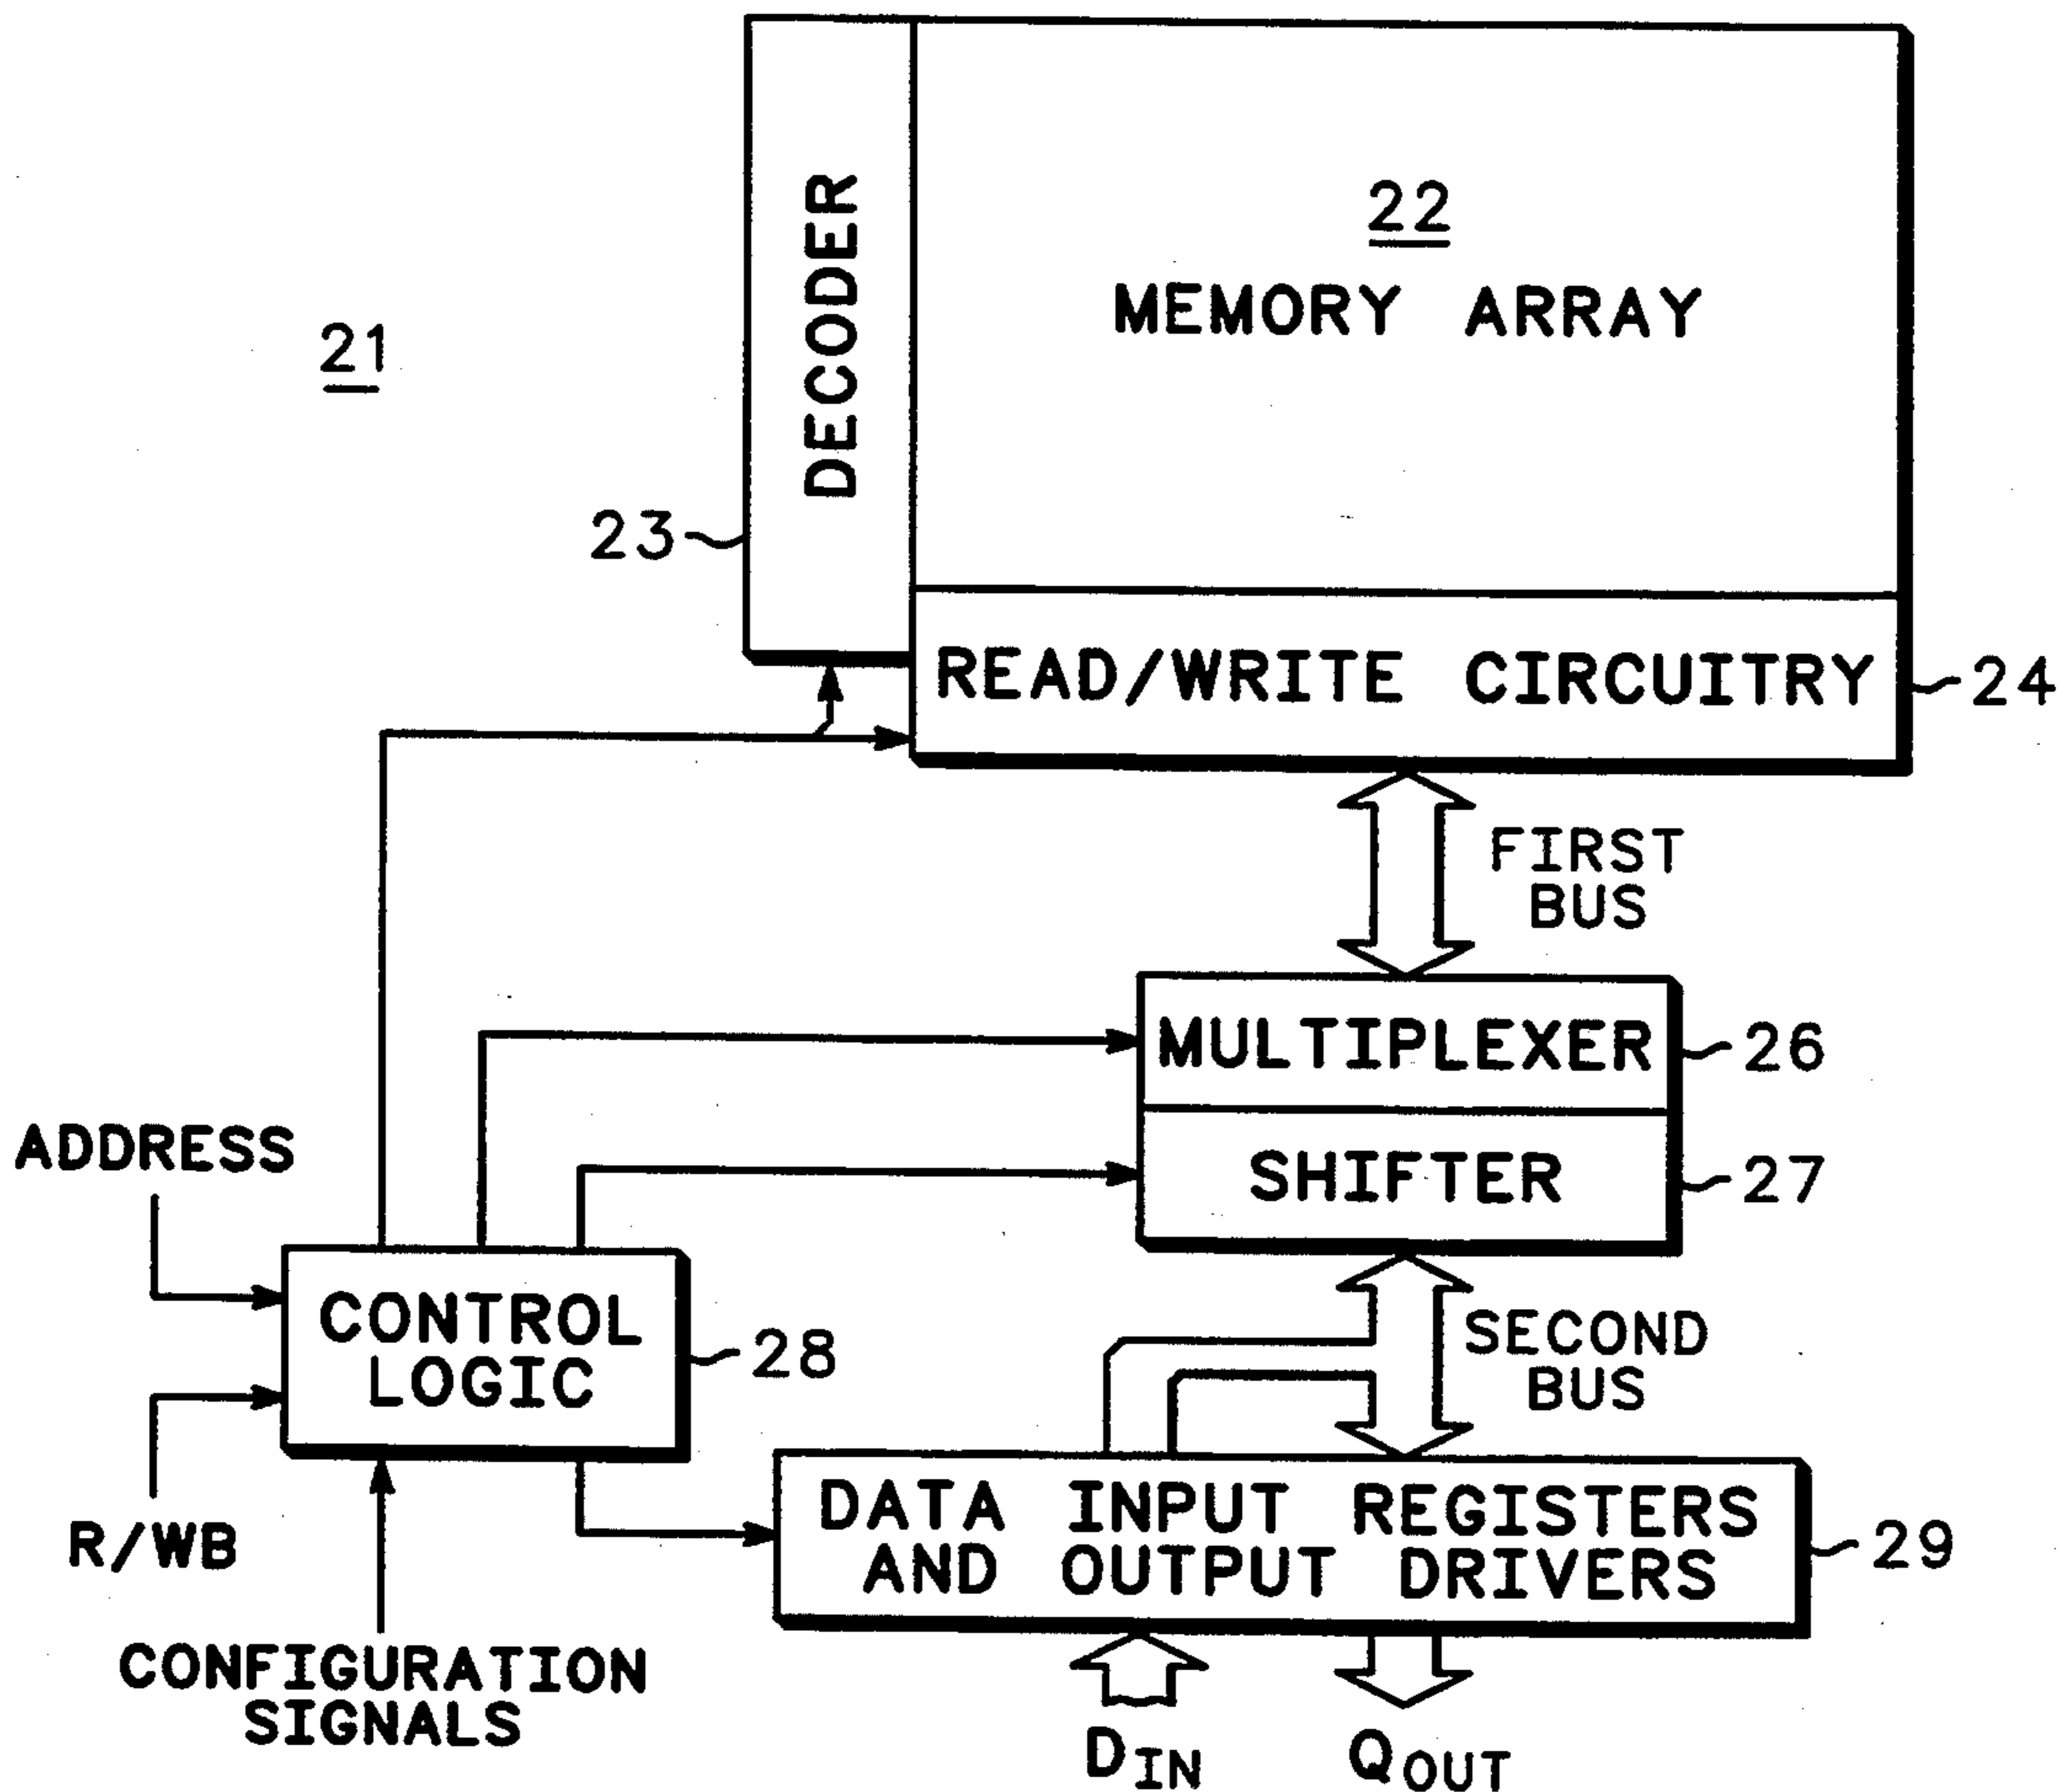 22
MEMORY ARRAY
DECODER
21
23
READ/WRITE CIRCUITRY
24
FIRST
BUS
MULTIPLEXER
26
SHIFTER
27
ADDRESS
CONTROL
LOGIC
28
R/WB
CONFIGURATION
SIGNALS
SECOND
BUS
DATA INPUT REGISTERS
AND OUTPUT DRIVERS
29
DIN
QOUT